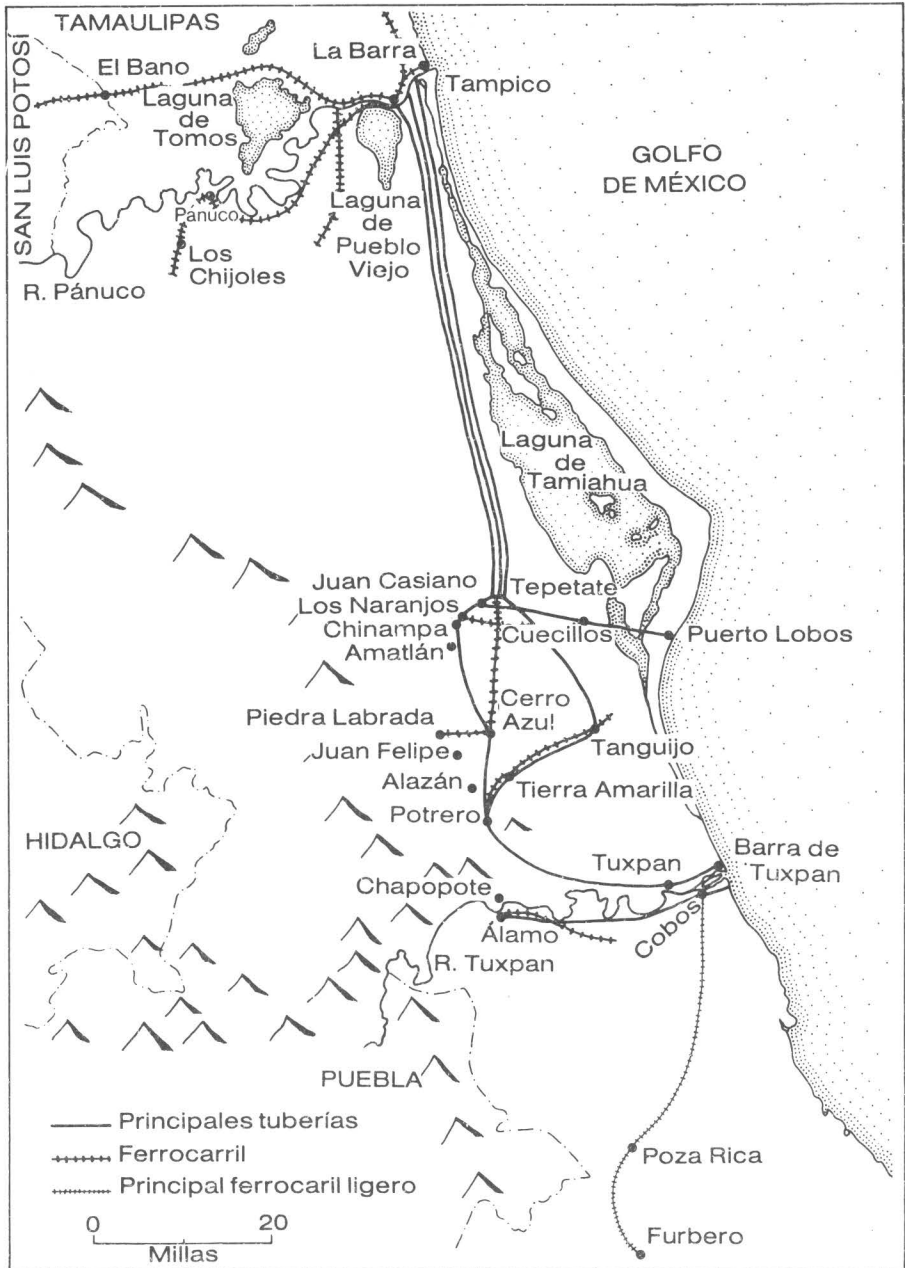 TAMAULIPAS
SAN LUIS POTOSÍ
La Barra
El Bano
Tampico
Laguna
de
Tomos
GOLFO
DE MÉXICO
Pánuco
Laguna
de
Pueblo
Viejo
Los
Chijoles
R. Pánuco
Laguna
de
Tamiahua
Juan Casiano
Tepetate
Los Naranjos
Chinampa
Cuecillos
Puerto Lobos
Amatlán
Cerro
Azul
Piedra Labrada
Tanguijo
Juan Felipe
Alazán
Tierra Amarilla
Potrero
HIDALGO
Tuxpan
Barra de
Tuxpan
Chapopote
Cobos
Álamo
R. Tuxpan
PUEBLA
Principales tuberías
Ferrocarril
Principal ferrocaril ligero
Poza Rica
0 20
Millas
Furbero